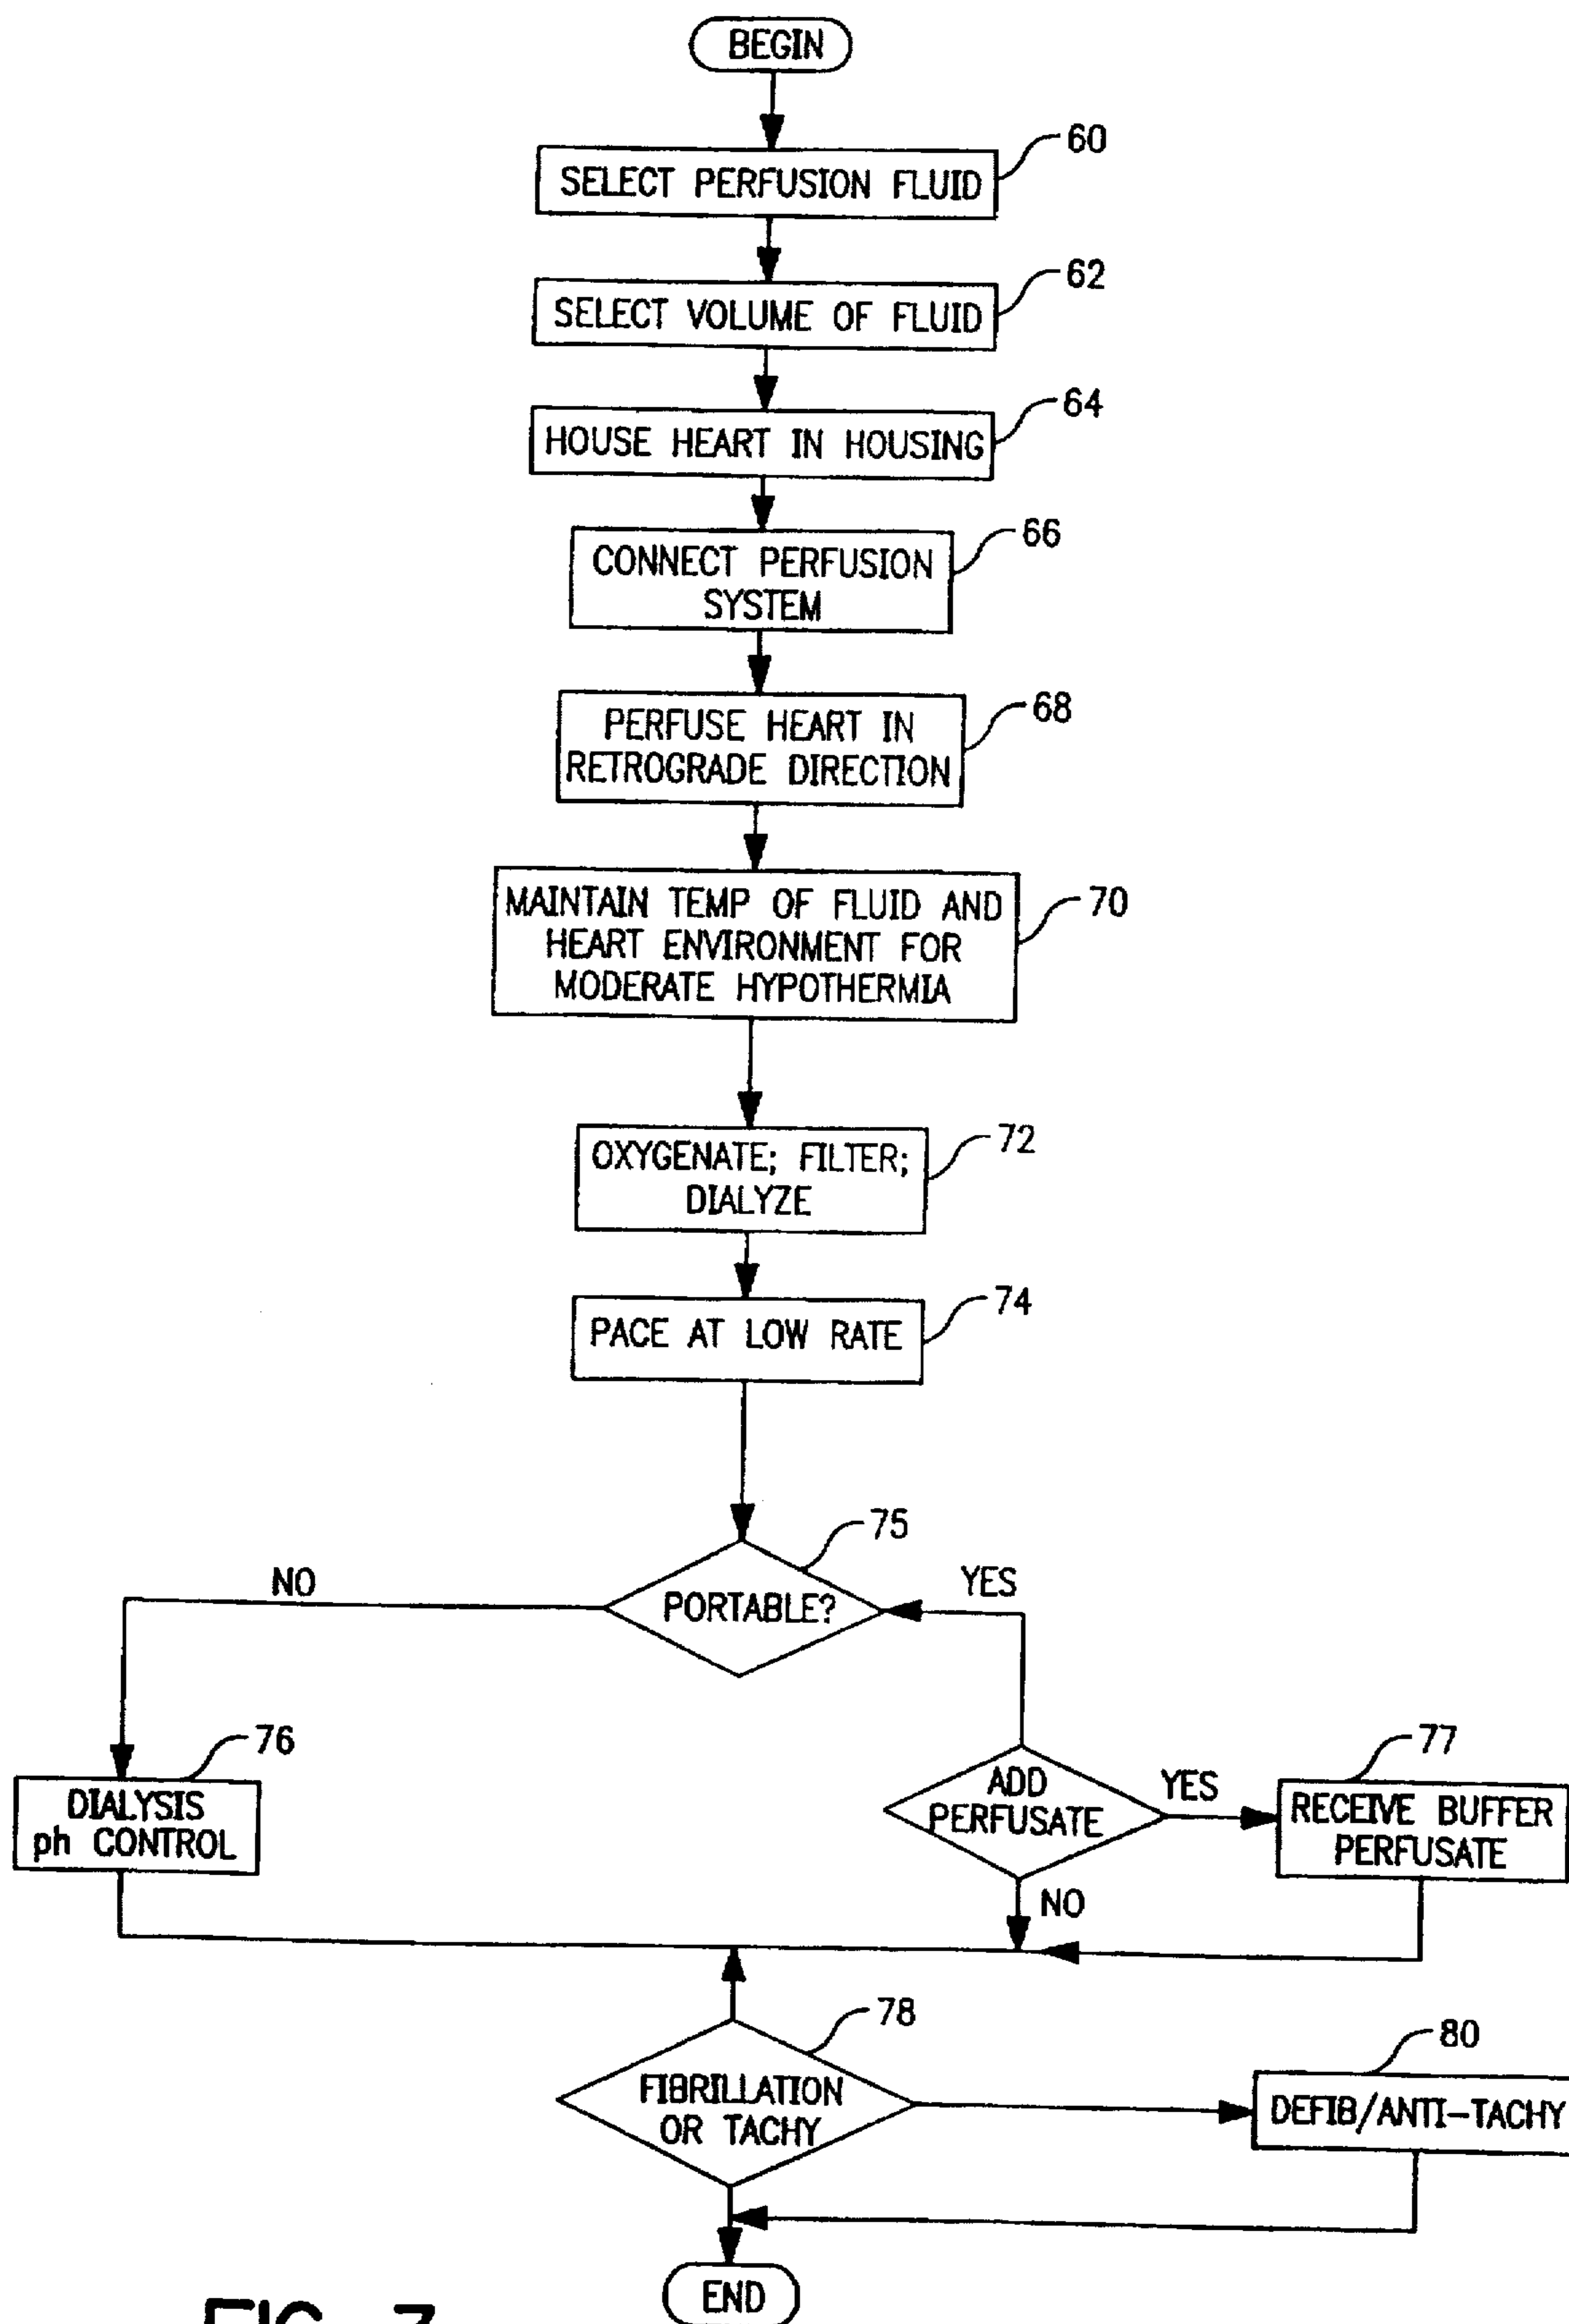 BEGIN
60
SELECT PERFUSION FLUID
62
SELECT VOLUME OF FLUID
64
HOUSE HEART IN HOUSING
66
CONNECT PERFUSION
SYSTEM
68
PERFUSE HEART IN
RETROGRADE DIRECTION
70
MAINTAIN TEMP OF FLUID AND
HEART ENVIRONMENT FOR
MODERATE HYPOTHERMIA
72
OXYGENATE; FILTER;
DIALYZE
74
PACE AT LOW RATE
75
PORTABLE?
NO
YES
76
DIALYSIS
ph CONTROL
ADD
PERFUSATE
YES
NO
77
RECEIVE BUFFER
PERFUSATE
78
FIBRILLATION
OR TACHY
80
DEFIB/ANTI-TACHY
END